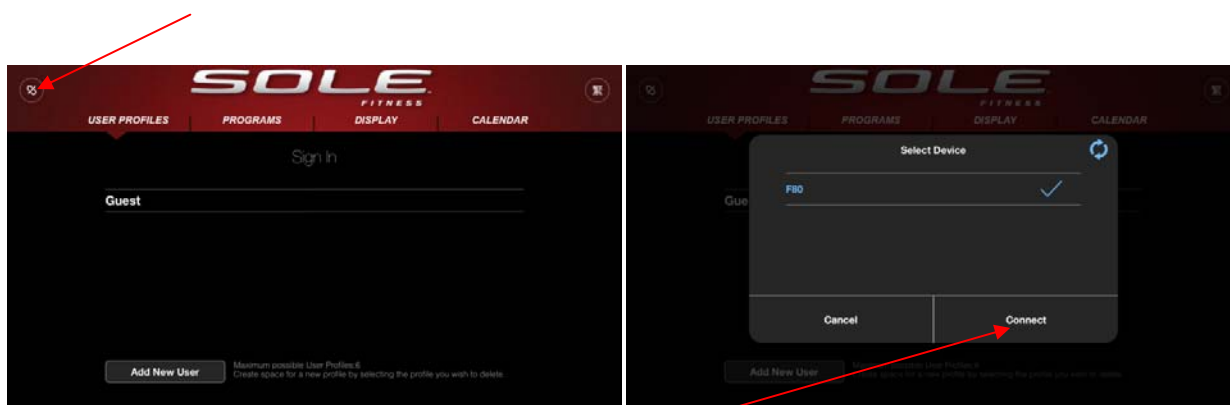 SOLE
FITNESS
USER PROFILES PROGRAMS DISPLAY CALENDAR
Sign In
Guest
Add New User
Maximum possible User Profiles:6
Create space for a new profile by selecting the profile you wish to delete.
SOLE
FITNESS
USER PROFILES PROGRAMS DISPLAY CALENDAR
Select Device
F80
Gue
Cancel Connect
Add New User